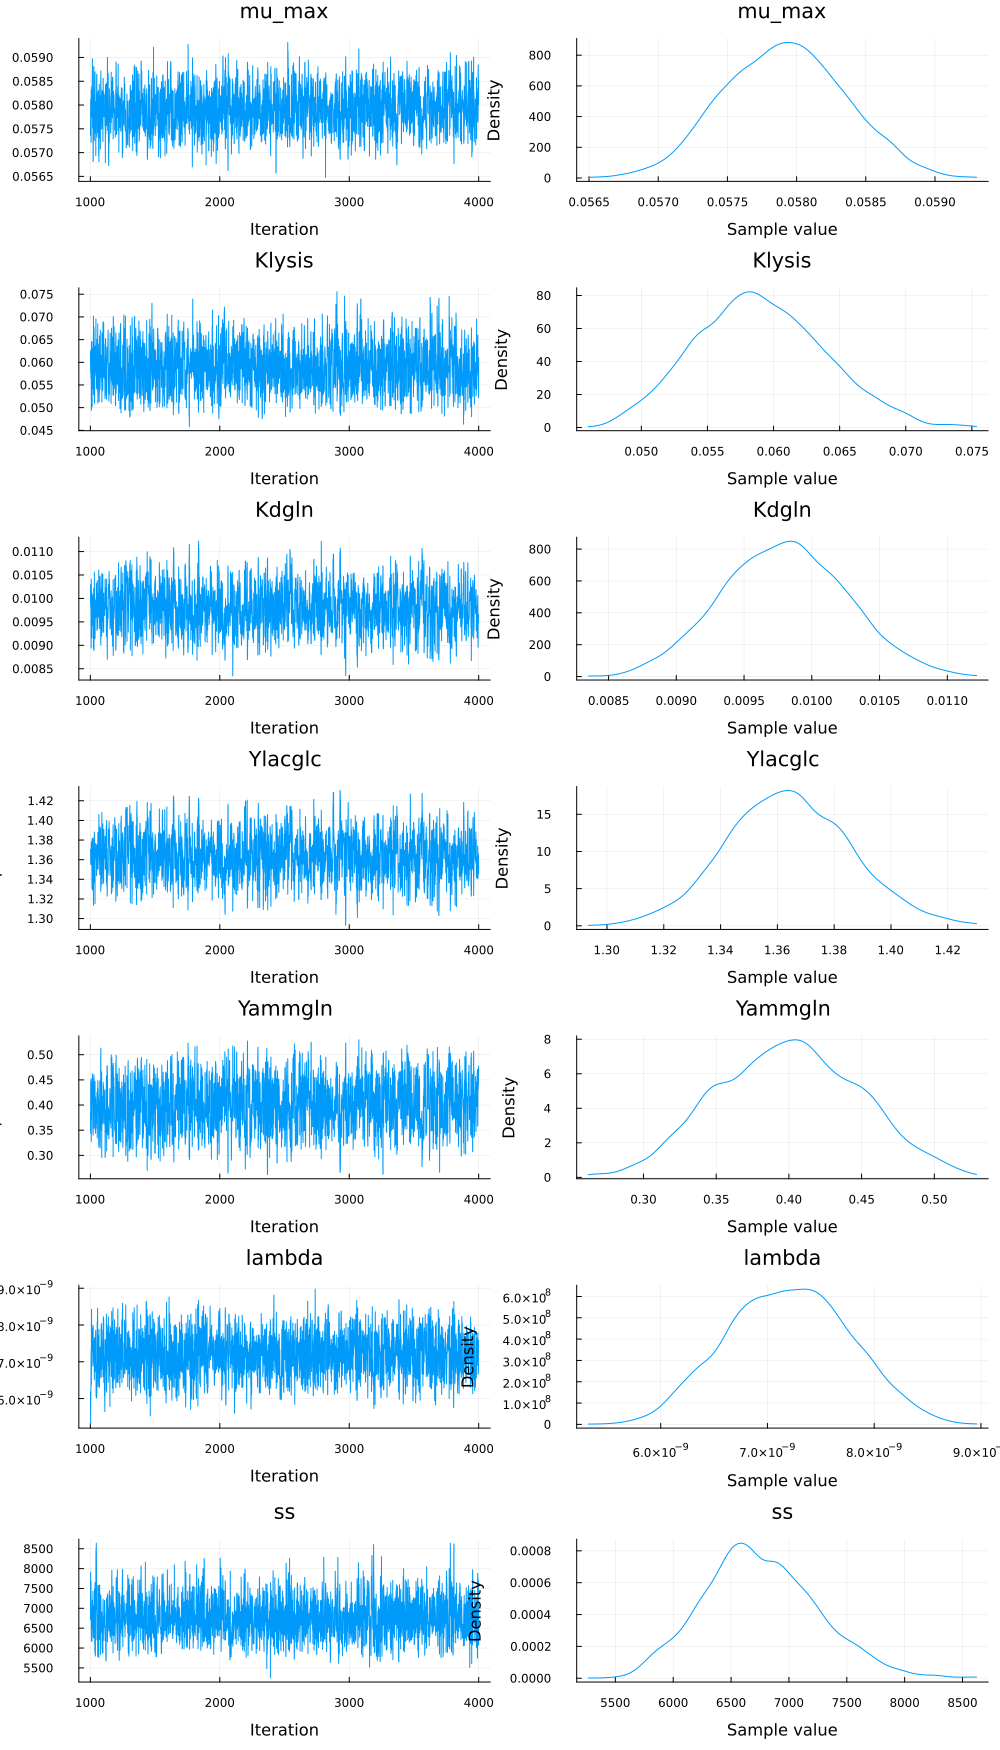 mu_max mu_max
0.0590
0.0585
0.0580
0.0575
0.0570
0.0565
1000 2000 3000 4000
Iteration
Density
800
600
400
200
0
0.0565 0.0570 0.0575 0.0580 0.0585 0.0590
Sample value
Klysis Klysis
0.075
0.070
0.065
0.060
0.055
0.050
0.045
1000 2000 3000 4000
Iteration
Density
80
60
40
20
0
0.050 0.055 0.060 0.065 0.070 0.075
Sample value
Kdgln Kdgln
0.0110
0.0105
0.0100
0.0095
0.0090
0.0085
1000 2000 3000 4000
Iteration
Density
800
600
400
200
0
0.0085 0.0090 0.0095 0.0100 0.0105 0.0110
Sample value
Ylacglc Ylacglc
1.42
1.40
1.38
1.36
1.34
1.32
1.30
1000 2000 3000 4000
Iteration
Density
15
10
5
0
1.30 1.32 1.34 1.36 1.38 1.40 1.42
Sample value
Yammgln Yammgln
0.50
0.45
0.40
0.35
0.30
1000 2000 3000 4000
Iteration
Density
8
6
4
2
0
0.30 0.35 0.40 0.45 0.50
Sample value
lambda lambda
9.0×10⁻⁹
8.0×10⁻⁹
7.0×10⁻⁹
6.0×10⁻⁹
1000 2000 3000 4000
Iteration
Density
6.0×10⁸
5.0×10⁸
4.0×10⁸
3.0×10⁸
2.0×10⁸
1.0×10⁸
0
6.0×10⁻⁹ 7.0×10⁻⁹ 8.0×10⁻⁹ 9.0×10⁻
Sample value
ss ss
8500
8000
7500
7000
6500
6000
5500
1000 2000 3000 4000
Iteration
Density
0.0008
0.0006
0.0004
0.0002
0.0000
5500 6000 6500 7000 7500 8000 8500
Sample value